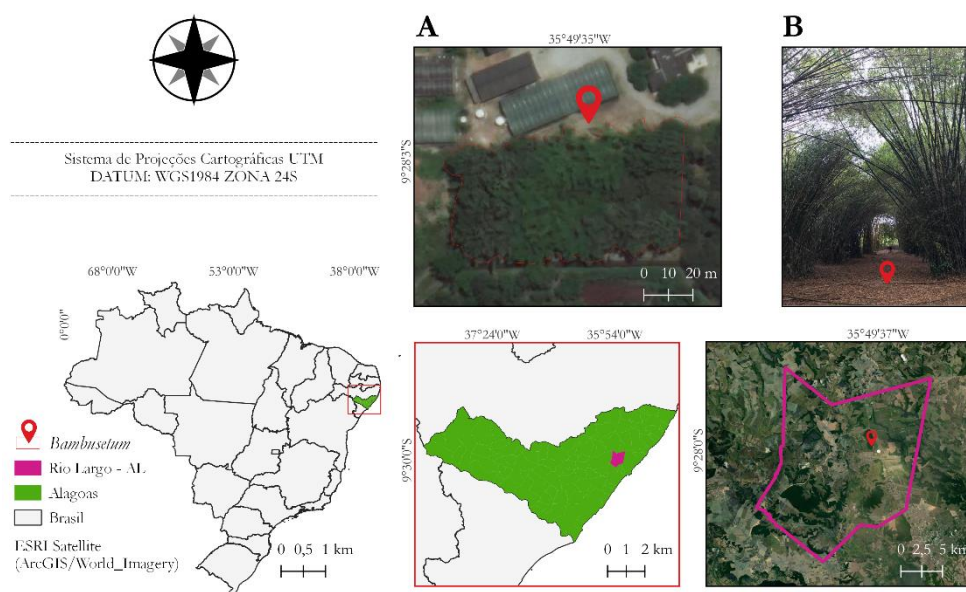 A
35°49'35"W
9°28'3"S
0 10 20 m
B
Sistema de Projeções Cartográficas UTM
DATUM: WGS1984 ZONA 24S
68°0'0"W 53°0'0"W 38°0'0"W
0°0'0"
Bambusetum
Rio Largo - AL
Alagoas
Brasil
ESRI Satellite
(ArcGIS/World_Imagery)
0 0,5 1 km
37°24'0"W 35°54'0"W
9°30'0"S
0 1 2 km
35°49'37"W
9°28'0"S
0 2,5 5 km